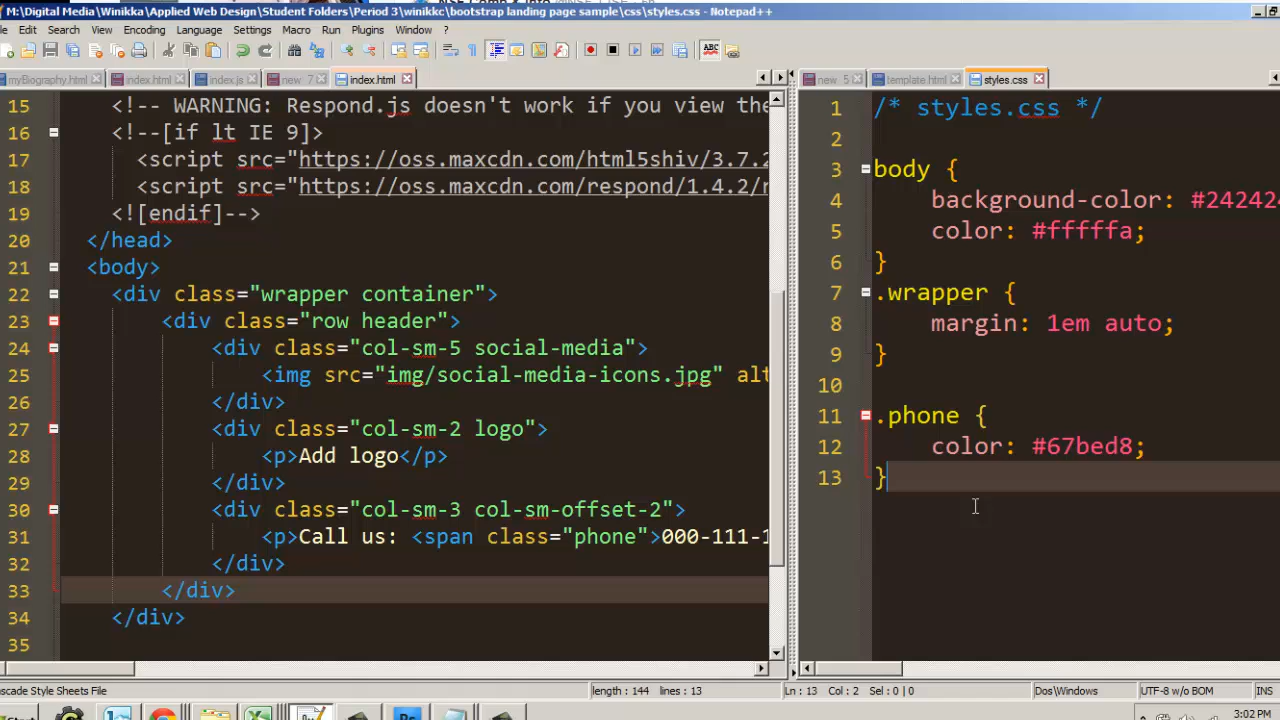 M:\Digital Media\Winikka\Applied Web Design\Student Folders\Period 3\winikkc\bootstrap landing page sample\css\styles.css - Notepad++
Edit Search View Encoding Language Settings Macro Run Plugins Window ?
myBiography.html index.html index.js new 7 index.html
15 <!-- WARNING: Respond.js doesn't work if you view the
16 <!--[if lt IE 9]>
17 <script src="https://oss.maxcdn.com/html5shiv/3.7.2
18 <script src="https://oss.maxcdn.com/respond/1.4.2/r
19 <![endif]-->
20 </head>
21 <body>
22 <div class="wrapper container">
23 <div class="row header">
24 <div class="col-sm-5 social-media">
25 <img src="img/social-media-icons.jpg" alt
26 </div>
27 <div class="col-sm-2 logo">
28 <p>Add logo</p>
29 </div>
30 <div class="col-sm-3 col-sm-offset-2">
31 <p>Call us: <span class="phone">000-111-1
32 </div>
33 </div>
34 </div>
35
new 5 template.html styles.css
1 /* styles.css */
2
3 body {
4 background-color: #242424
5 color: #fffffa;
6 }
7 .wrapper {
8 margin: 1em auto;
9 }
10
11 .phone {
12 color: #67bed8;
13 }
ascade Style Sheets File length : 144 lines : 13 Ln : 13 Col : 2 Sel : 0 | 0 Dos\Windows UTF-8 w/o BOM INS
3:02 PM